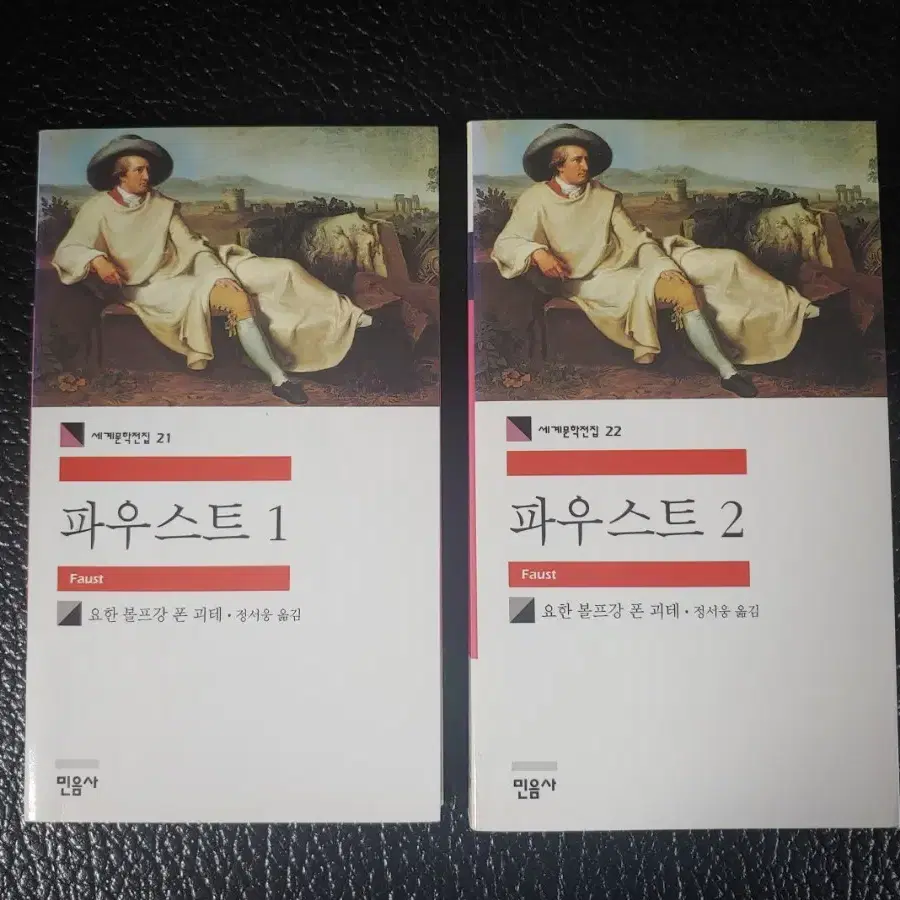 세계문학전집 21
파우스트 1
Faust
요한 볼프강 폰 괴테 · 정서웅 옮김
민음사
세계문학전집 22
파우스트 2
Faust
요한 볼프강 폰 괴테 · 정서웅 옮김
민음사